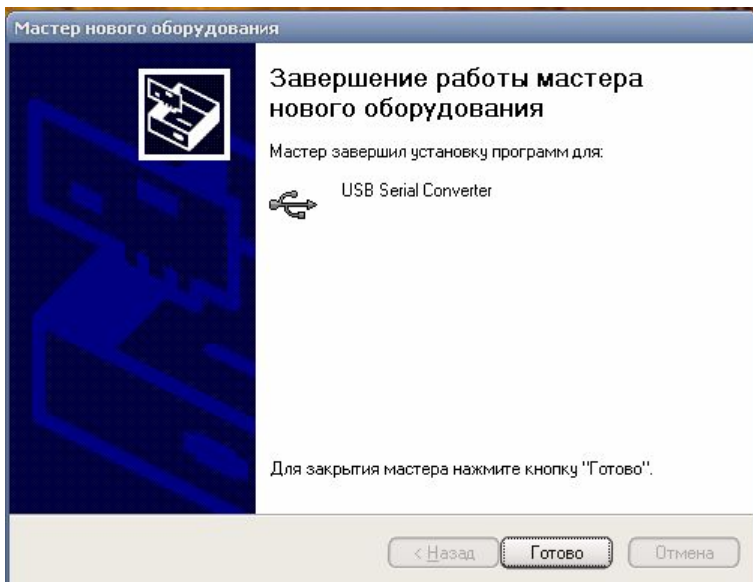 Мастер нового оборудования
Завершение работы мастера
нового оборудования
Мастер завершил установку программ для:
USB Serial Converter
Для закрытия мастера нажмите кнопку "Готово".
< Назад
Готово
Отмена